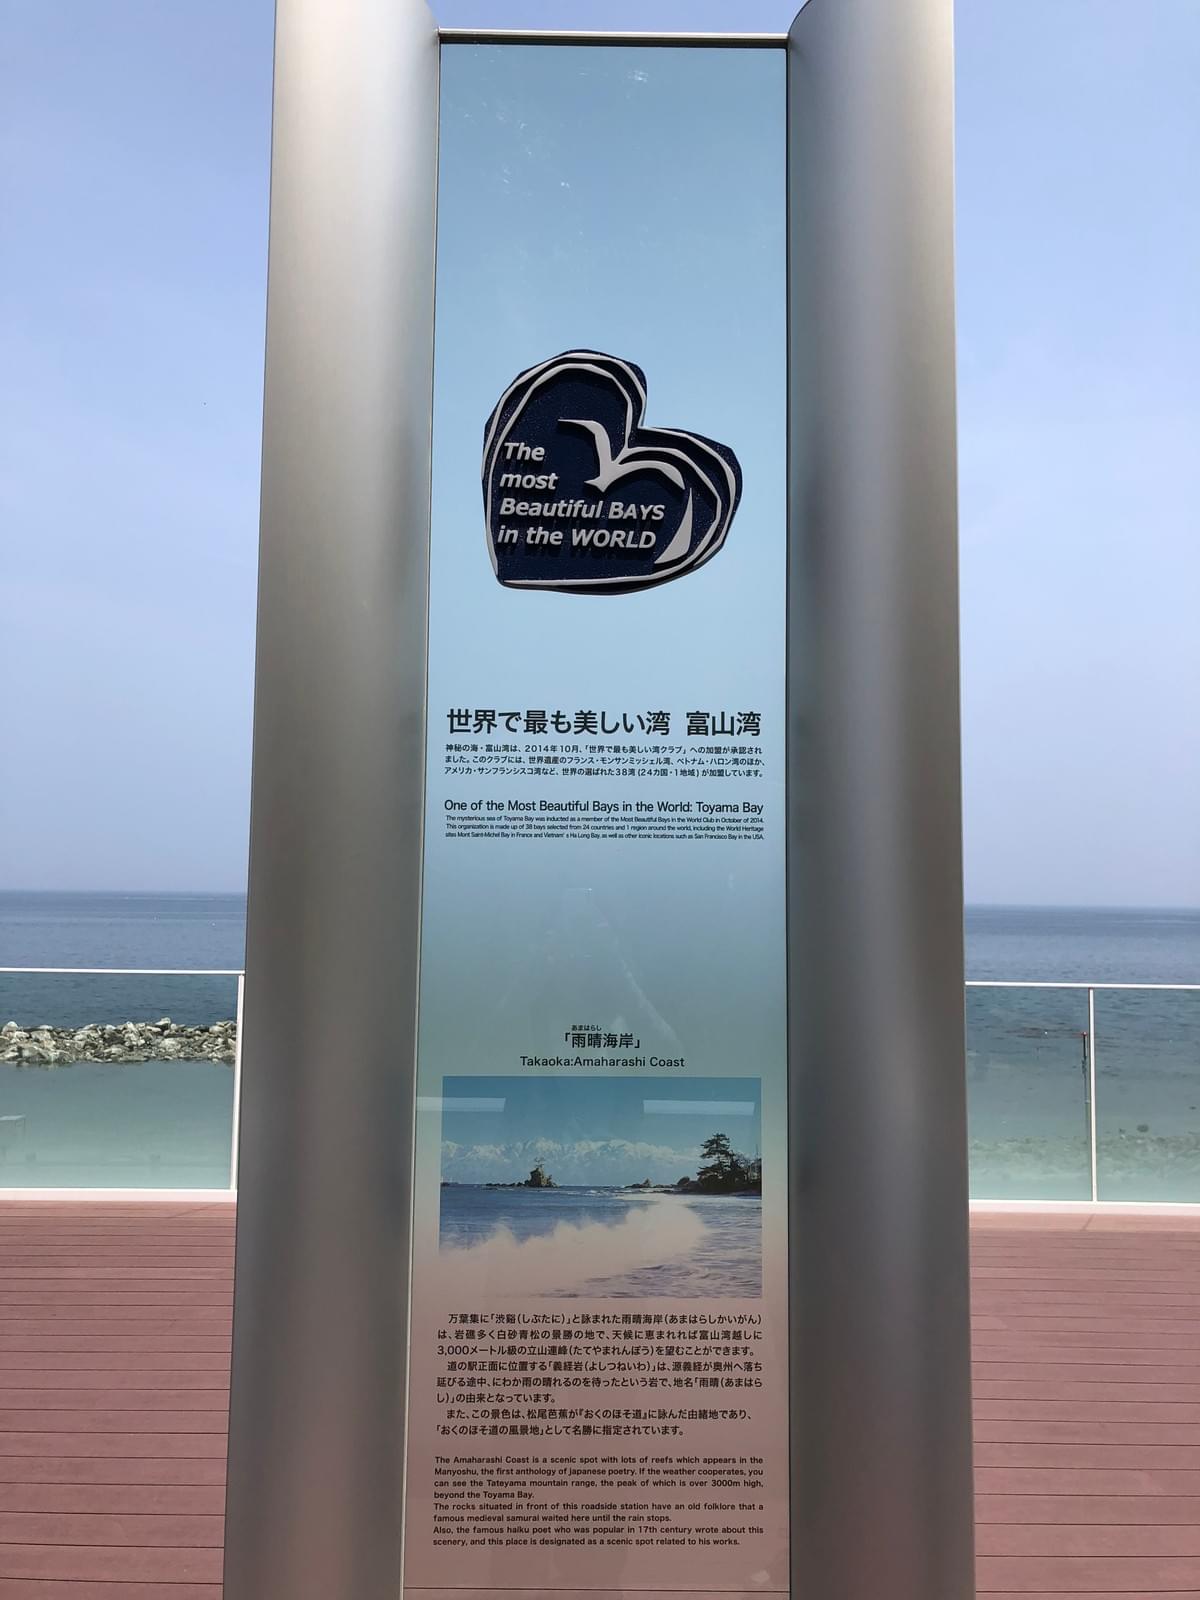 The
most
Beautiful BAYS
in the WORLD
世界で最も美しい湾 富山湾
神秘の海・富山湾は、2014年10月、「世界で最も美しい湾クラブ」への加盟が承認され
ました。このクラブには、世界遺産のフランス・モンサンミッシェル湾、ベトナム・ハロン湾のほか、
アメリカ・サンフランシスコ湾など、世界の選ばれた38湾(24カ国・1地域)が加盟しています。
One of the Most Beautiful Bays in the World: Toyama Bay
The mysterious sea of Toyama Bay was inducted as a member of the Most Beautiful Bays in the World Club in October of 2014.
This organization is made up of 38 bays selected from 24 countries and 1 region around the world, including the World Heritage
sites Mont Saint-Michel Bay in France and Vietnam's Ha Long Bay, as well as other iconic locations such as San Francisco Bay in the USA.
あまはらし
「雨晴海岸」
Takaoka:Amaharashi Coast
万葉集に「渋谿(しぶたに)」と詠まれた雨晴海岸(あまはらしかいがん)
は、岩礁多く白砂青松の景勝の地で、天候に恵まれれば富山湾越しに
3,000メートル級の立山連峰(たてやまれんぽう)を望むことができます。
道の駅正面に位置する「義経岩(よしつねいわ)」は、源義経が奥州へ落ち
延びる途中、にわか雨の晴れるのを待ったという岩で、地名「雨晴(あまはら
し)」の由来となっています。
また、この景色は、松尾芭蕉が『おくのほそ道』に詠んだ由緒地であり、
「おくのほそ道の風景地」として名勝に指定されています。
The Amaharashi Coast is a scenic spot with lots of reefs which appears in the
Manyoshu, the first anthology of japanese poetry. If the weather cooperates, you
can see the Tateyama mountain range, the peak of which is over 3000m high,
beyond the Toyama Bay.
The rocks situated in front of this roadside station have an old folklore that a
famous medieval samurai waited here until the rain stops.
Also, the famous haiku poet who was popular in 17th century wrote about this
scenery, and this place is designated as a scenic spot related to his works.